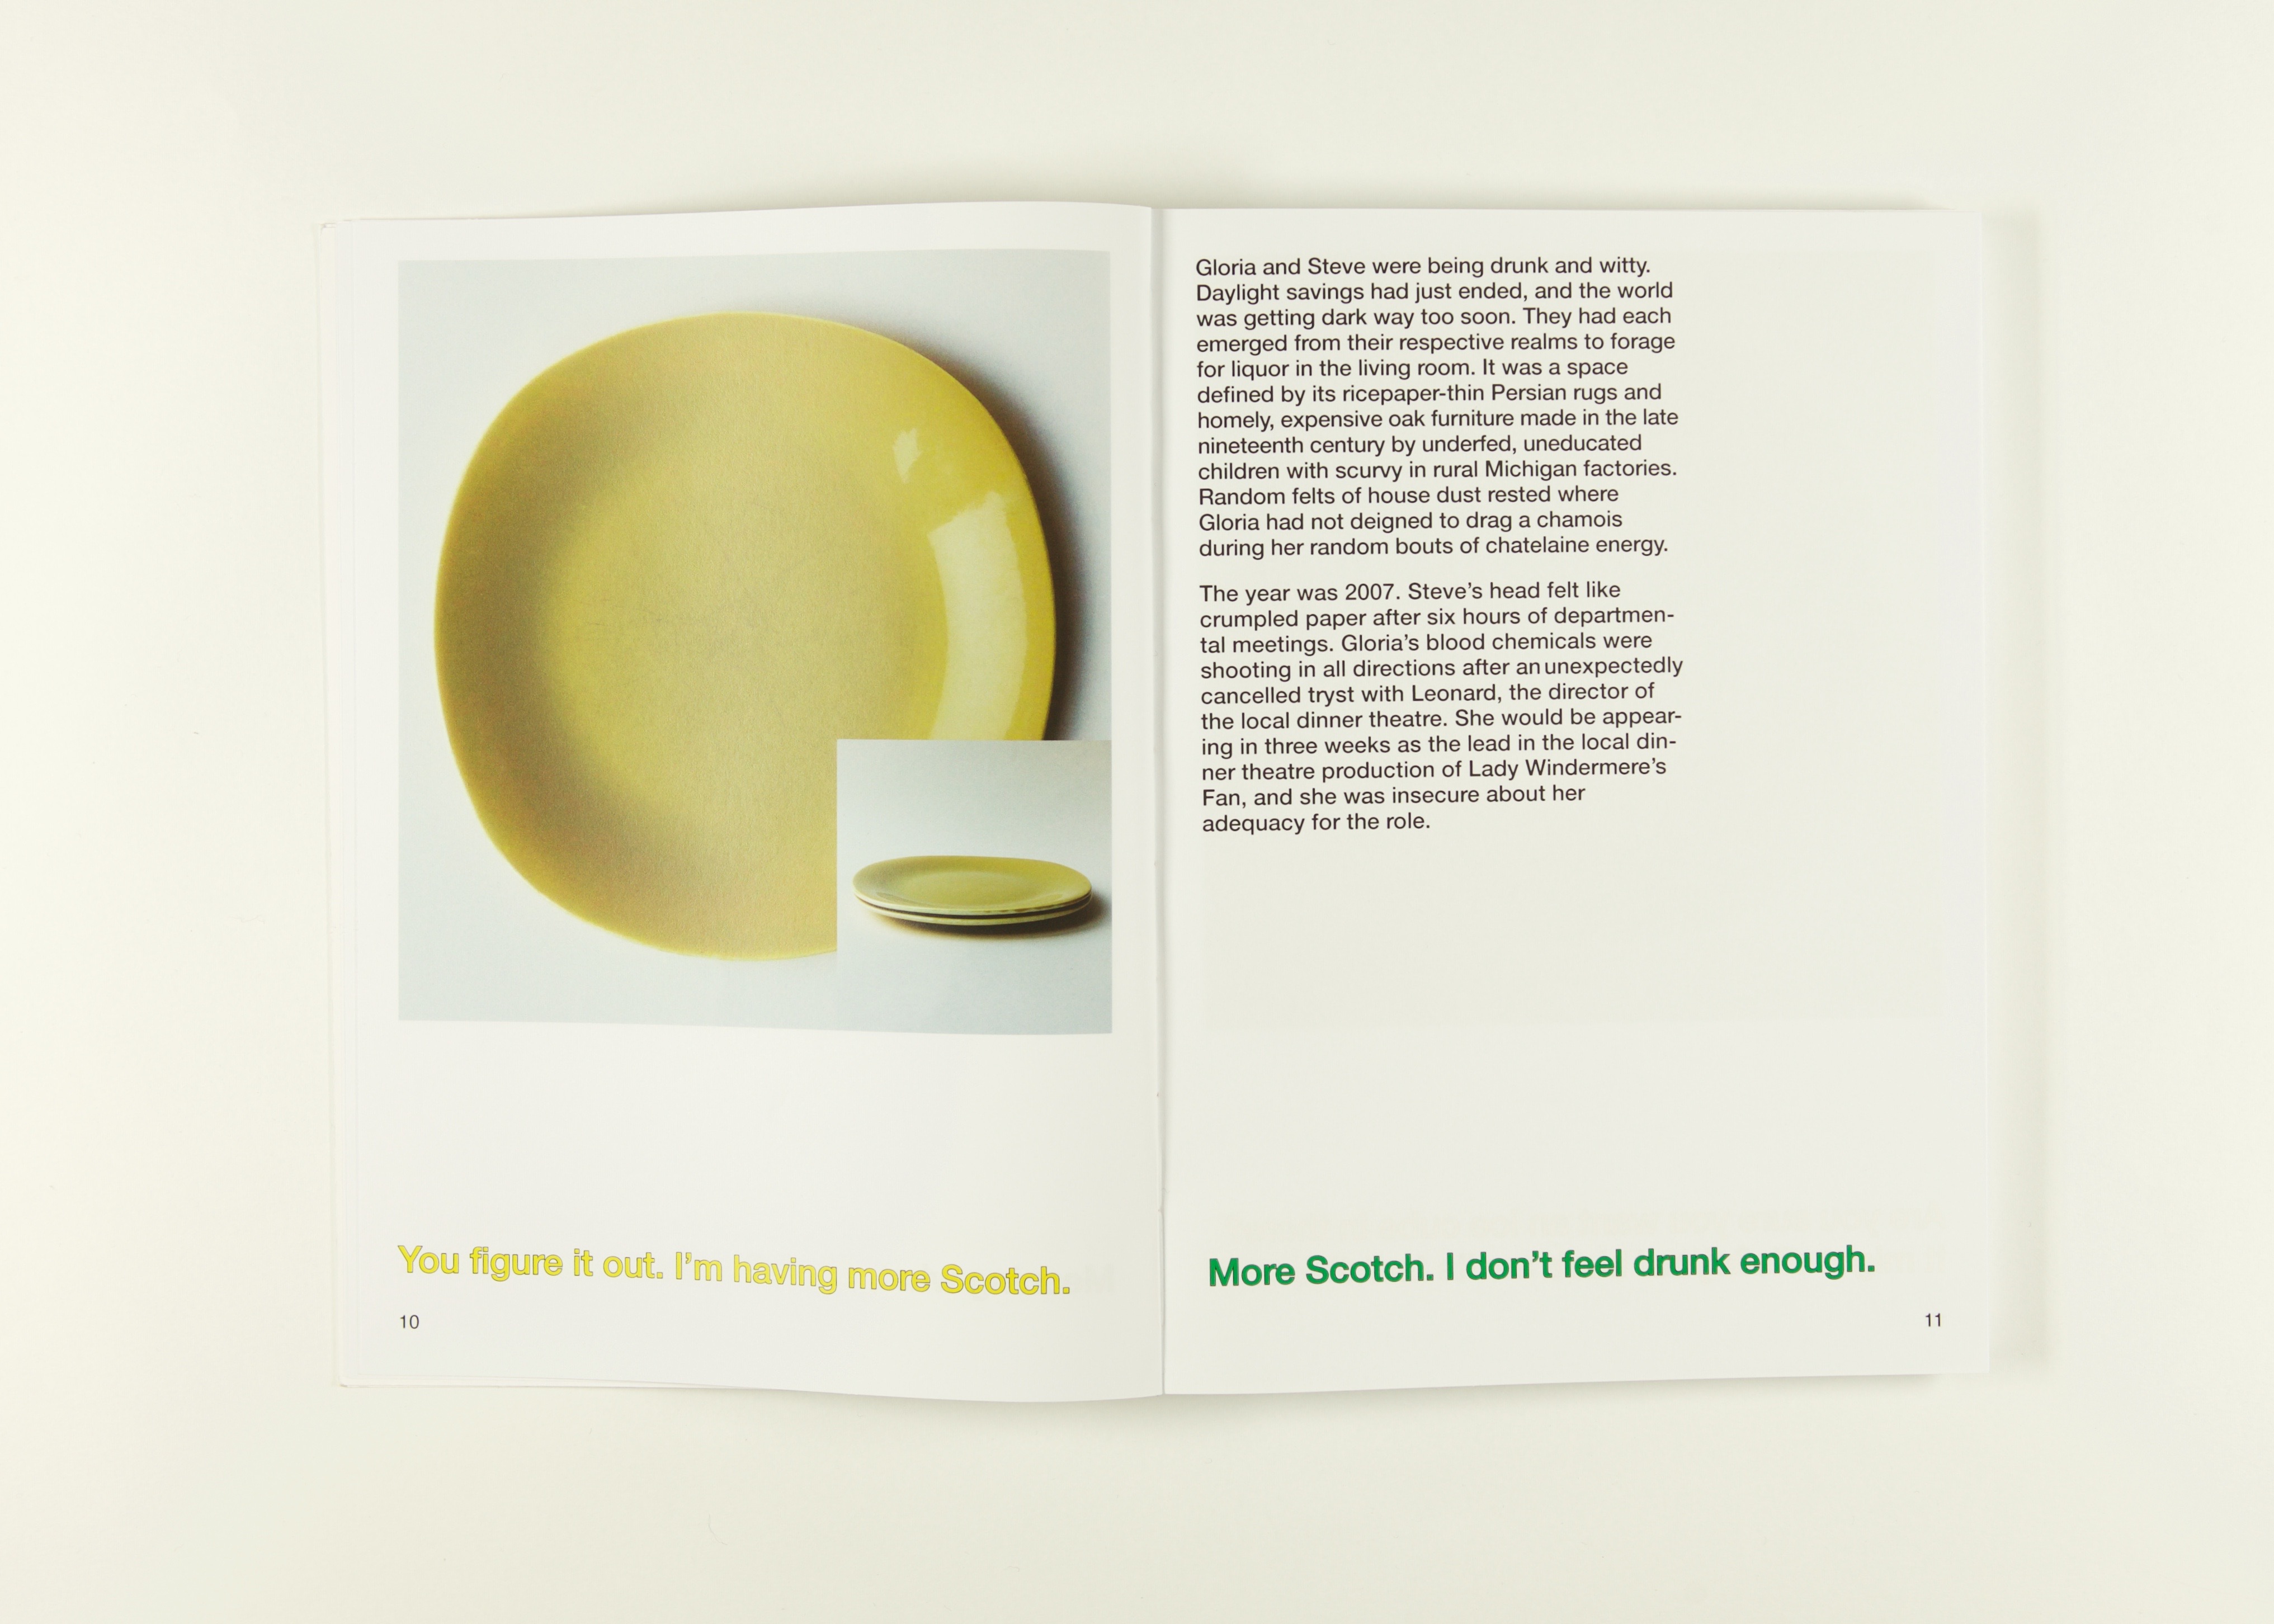 You figure it out. I'm having more Scotch.
10
Gloria and Steve were being drunk and witty.
Daylight savings had just ended, and the world
was getting dark way too soon. They had each
emerged from their respective realms to forage
for liquor in the living room. It was a space
defined by its ricepaper-thin Persian rugs and
homely, expensive oak furniture made in the late
nineteenth century by underfed, uneducated
children with scurvy in rural Michigan factories.
Random felts of house dust rested where
Gloria had not deigned to drag a chamois
during her random bouts of chatelaine energy.
The year was 2007. Steve's head felt like
crumpled paper after six hours of departmen-
tal meetings. Gloria's blood chemicals were
shooting in all directions after an unexpectedly
cancelled tryst with Leonard, the director of
the local dinner theatre. She would be appear-
ing in three weeks as the lead in the local din-
ner theatre production of Lady Windermere's
Fan, and she was insecure about her
adequacy for the role.
More Scotch. I don't feel drunk enough.
11